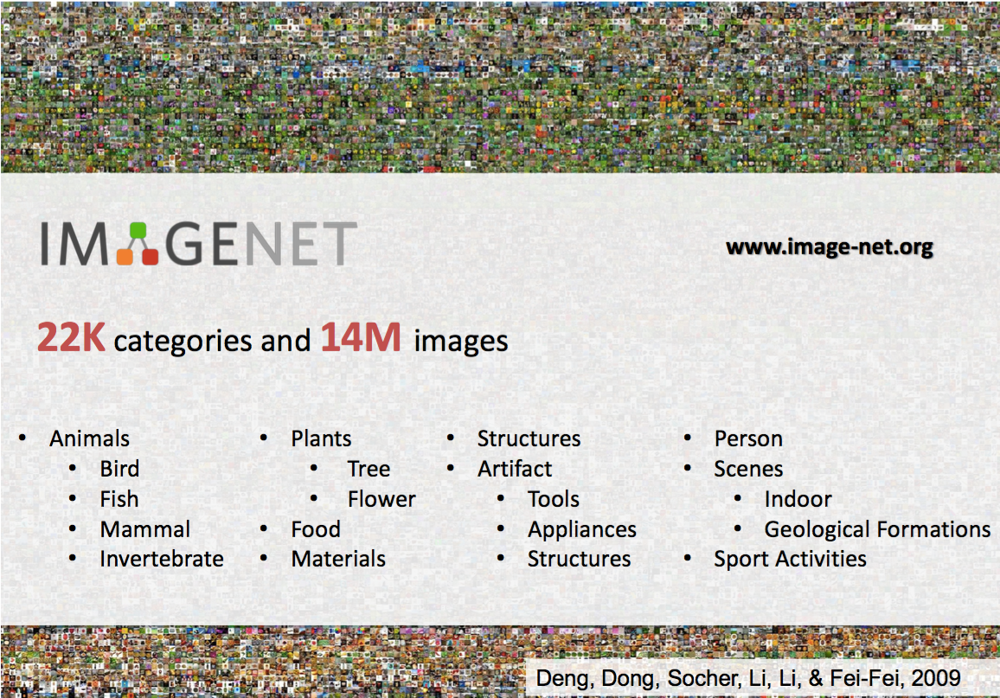 IMAGENET
www.image-net.org
22K categories and 14M images
• Animals
• Bird
• Fish
• Mammal
• Invertebrate
• Plants
• Tree
• Flower
• Food
• Materials
• Structures
• Artifact
• Tools
• Appliances
• Structures
• Person
• Scenes
• Indoor
• Geological Formations
• Sport Activities
Deng, Dong, Socher, Li, Li, & Fei-Fei, 2009